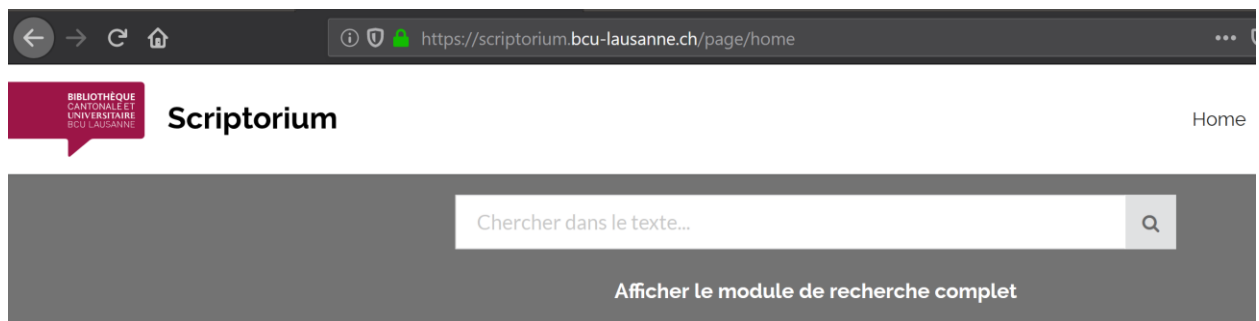 https://scriptorium.bcu-lausanne.ch/page/home
BIBLIOTHÈQUE
CANTONALE ET
UNIVERSITAIRE
BCU LAUSANNE
Scriptorium
Home
Chercher dans le texte...
Afficher le module de recherche complet